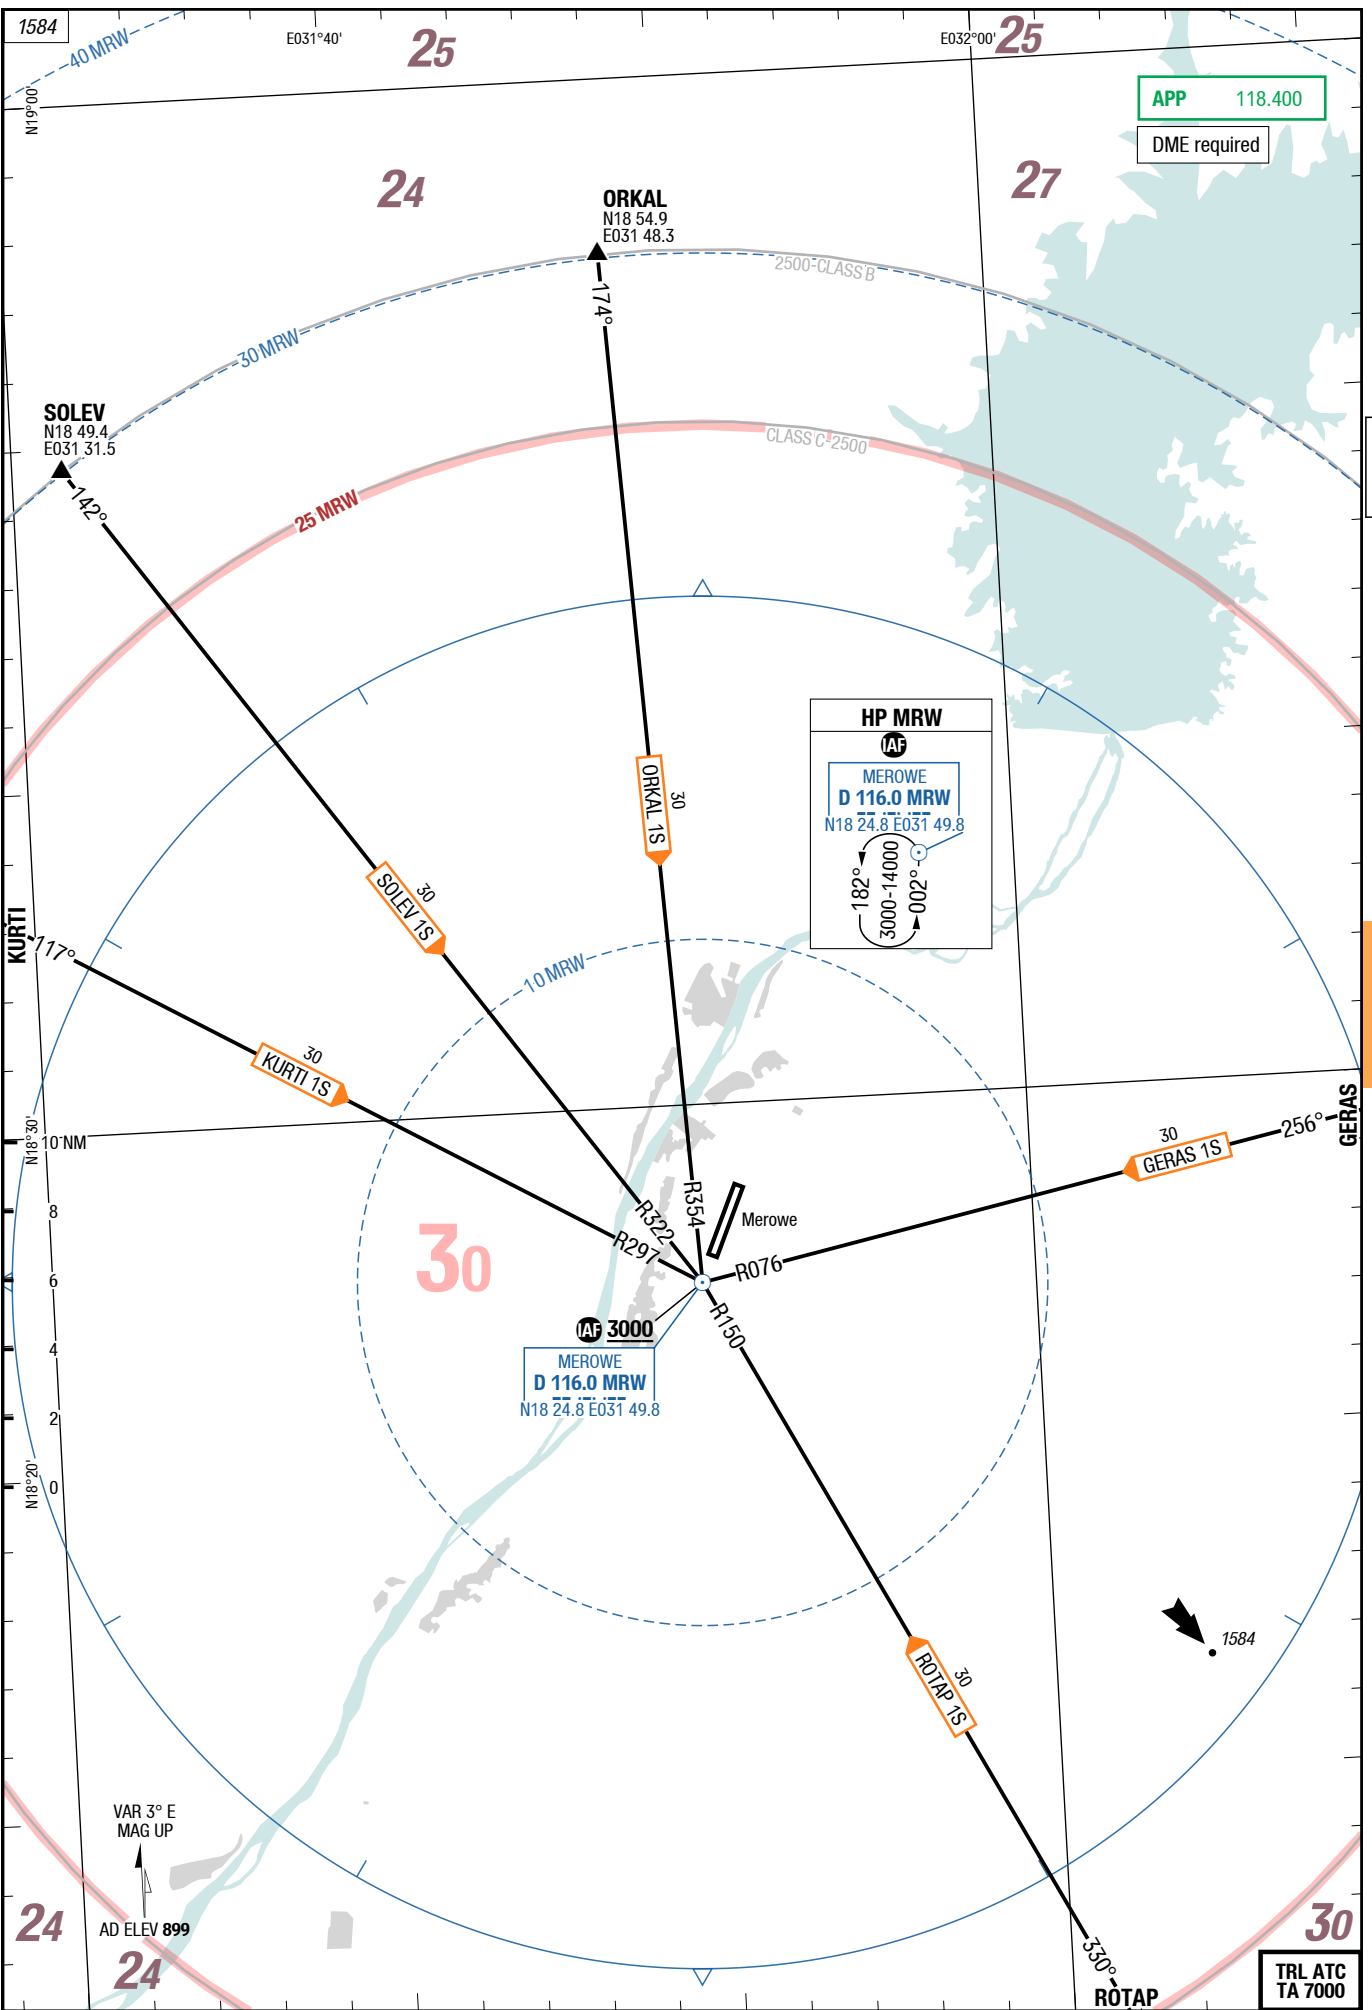 1584
40 MRW
E031°40'
25
E032°00'
25
N19°00'
APP 118.400
DME required
24
27
ORKAL
N18 54.9
E031 48.3
2500-CLASS B
174°
30 MRW
SOLEV
N18 49.4
E031 31.5
CLASS C-2500
142°
25 MRW
HP MRW
IAF
MEROWE
D 116.0 MRW
N18 24.8 E031 49.8
182°
3000-14000
002°
ORKAL 1S
30
SOLEV 1S
30
KURTI
117°
10 MRW
KURTI 1S
30
N18°30'
10 NM
8
6
4
2
0
N18°20'
GERAS
256°
GERAS 1S
30
R354
R322
R297
Merowe
R076
R150
30
IAF 3000
MEROWE
D 116.0 MRW
N18 24.8 E031 49.8
1584
ROTAP 1S
30
VAR 3° E
MAG UP
AD ELEV 899
24
24
30
330°
ROTAP
TRL ATC
TA 7000